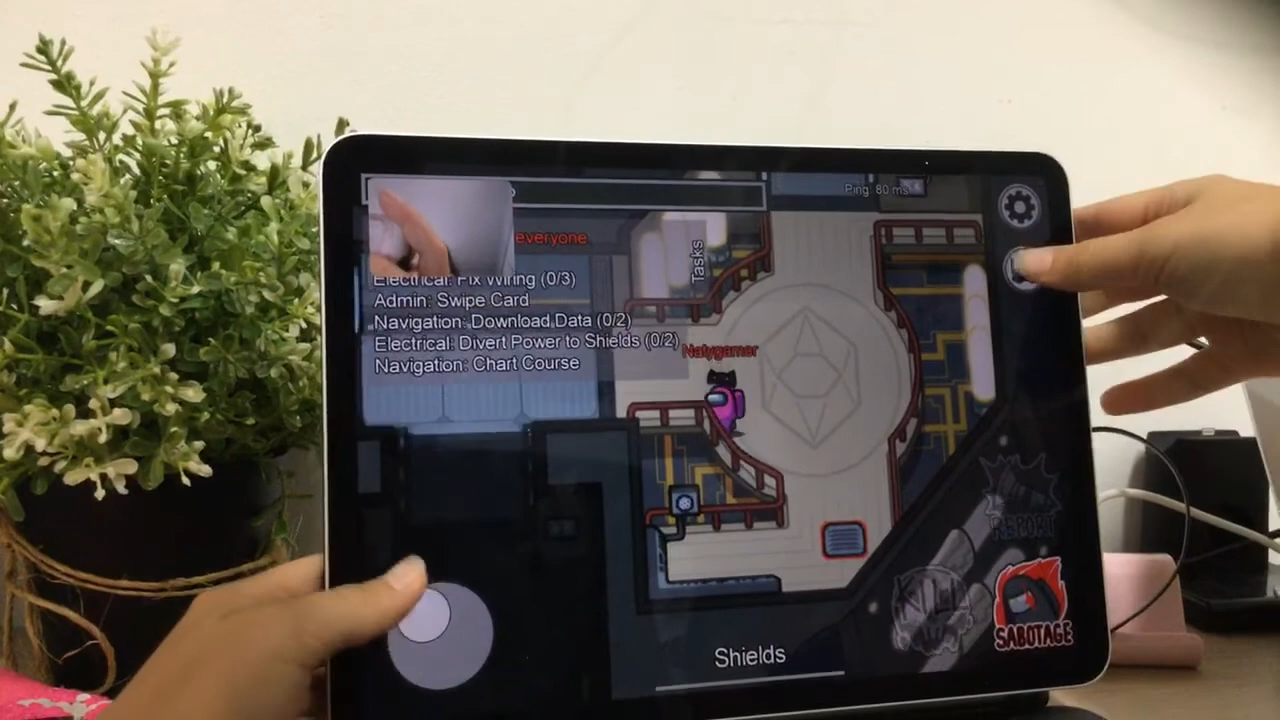 Ping: 80 ms
everyone.
Tasks
Electrical: Fix Wiring (0/3)
Admin: Swipe Card
Navigation: Download Data (0/2)
Electrical: Divert Power to Shields (0/2)
Navigation: Chart Course
Natygamer
REPORT
KILL
SABOTAGE
Shields